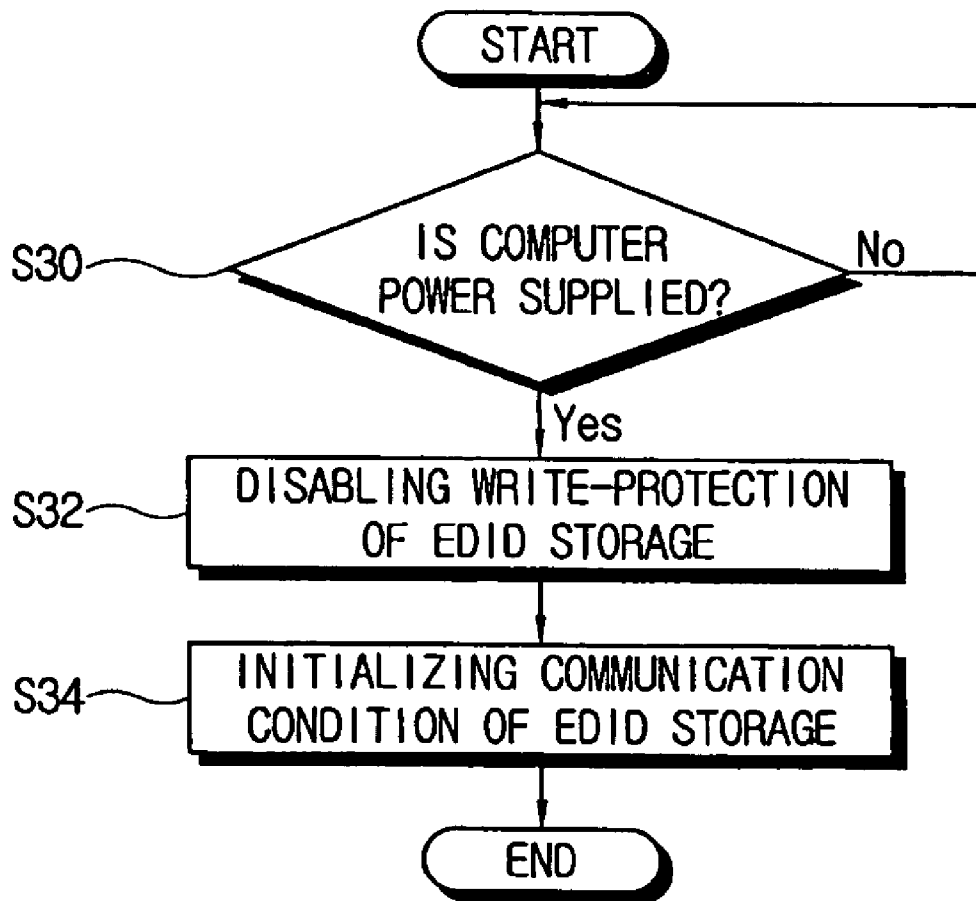 START
S30
IS COMPUTER
POWER SUPPLIED?
No
Yes
S32
DISABLING WRITE-PROTECTION
OF EDID STORAGE
S34
INITIALIZING COMMUNICATION
CONDITION OF EDID STORAGE
END